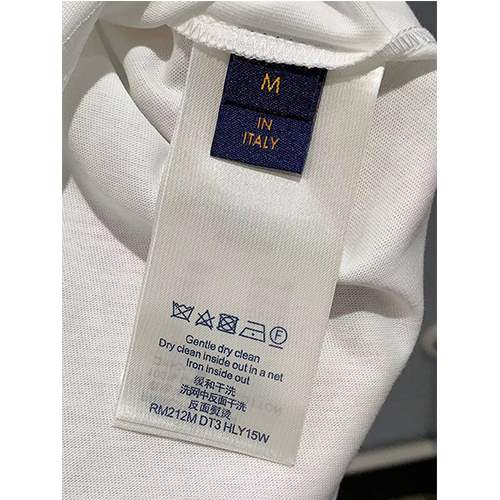 M
IN
ITALY
F
Gentle dry clean
Dry clean inside out in a net
Iron inside out
缓和干洗
洗网中反面干洗
反面熨烫
RM212M DT3 HLY15W